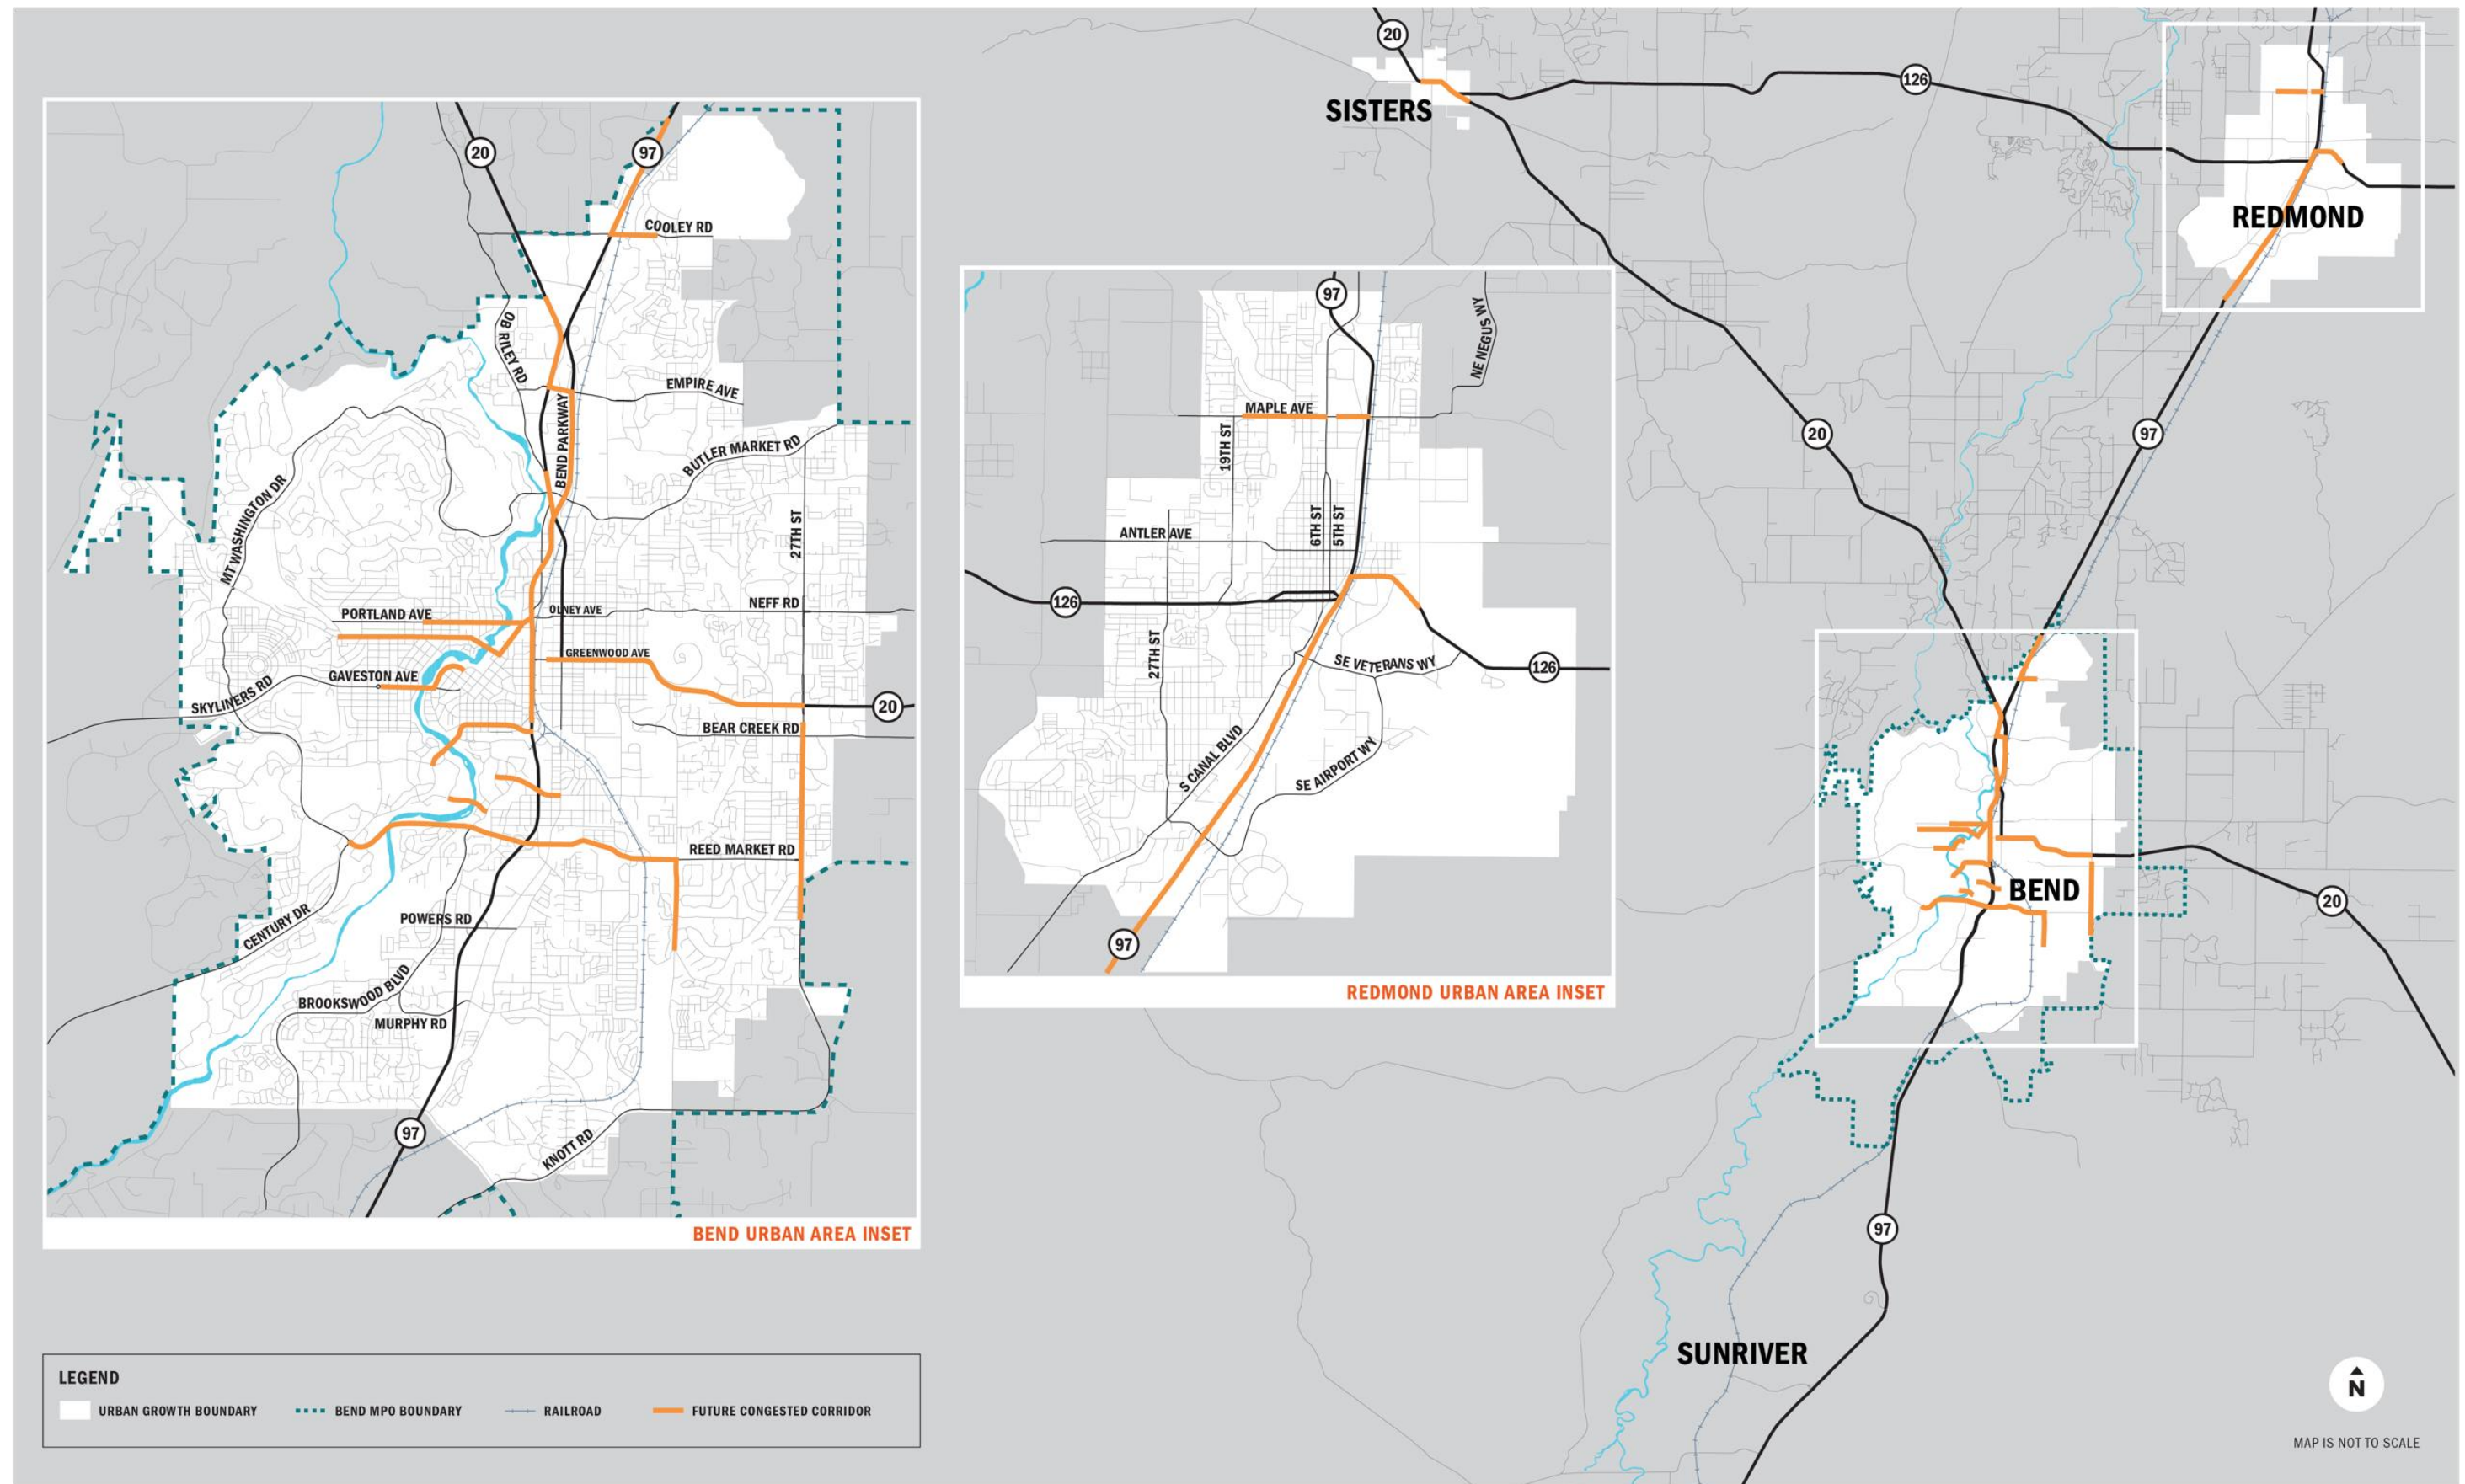 20
97
COOLEY RD
OB RILEY RD
EMPIRE AVE
BEND PARKWAY
BUTLER MARKET RD
MT WASHINGTON DR
27TH ST
PORTLAND AVE
OLNEY AVE
NEFF RD
GREENWOOD AVE
GAVESTON AVE
SKYLINERS RD
20
BEAR CREEK RD
REED MARKET RD
CENTURY DR
POWERS RD
BROOKSWOOD BLVD
MURPHY RD
97
KNOTT RD
BEND URBAN AREA INSET
97
NE NEGUS WY
MAPLE AVE
19TH ST
6TH ST
5TH ST
ANTLER AVE
126
27TH ST
SE VETERANS WY
126
S CANAL BLVD
SE AIRPORT WY
97
REDMOND URBAN AREA INSET
20
SISTERS
126
REDMOND
20
97
BEND
20
97
SUNRIVER
N
MAP IS NOT TO SCALE
LEGEND
URBAN GROWTH BOUNDARY
BEND MPO BOUNDARY
RAILROAD
FUTURE CONGESTED CORRIDOR